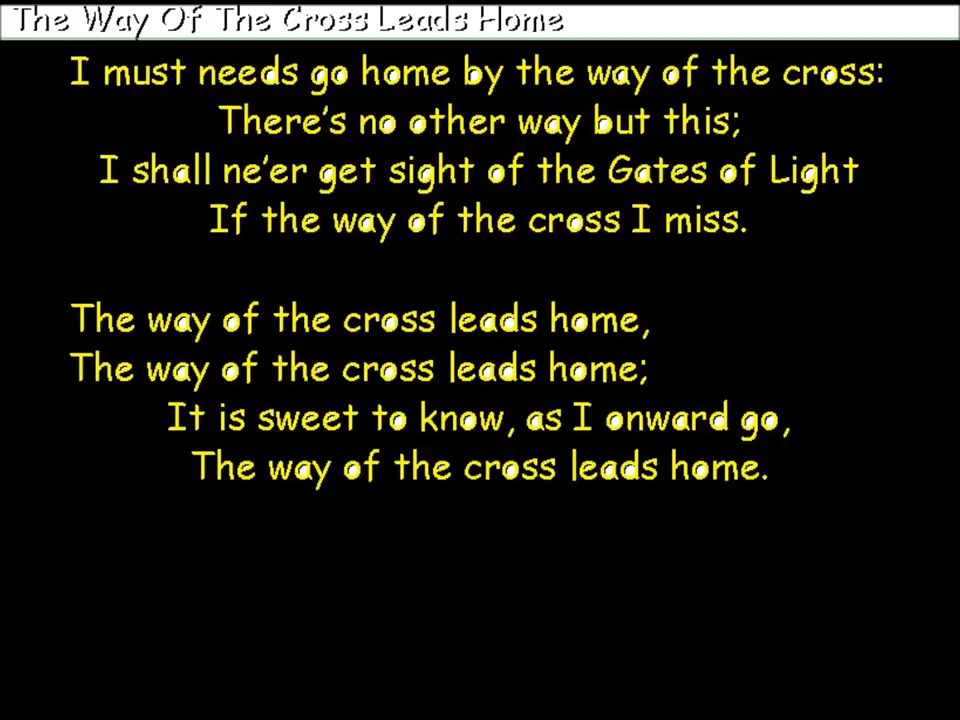 The Way Of The Cross Leads Home
I must needs go home by the way of the cross:
There's no other way but this;
I shall ne'er get sight of the Gates of Light
If the way of the cross I miss.
The way of the cross leads home,
The way of the cross leads home;
It is sweet to know, as I onward go,
The way of the cross leads home.